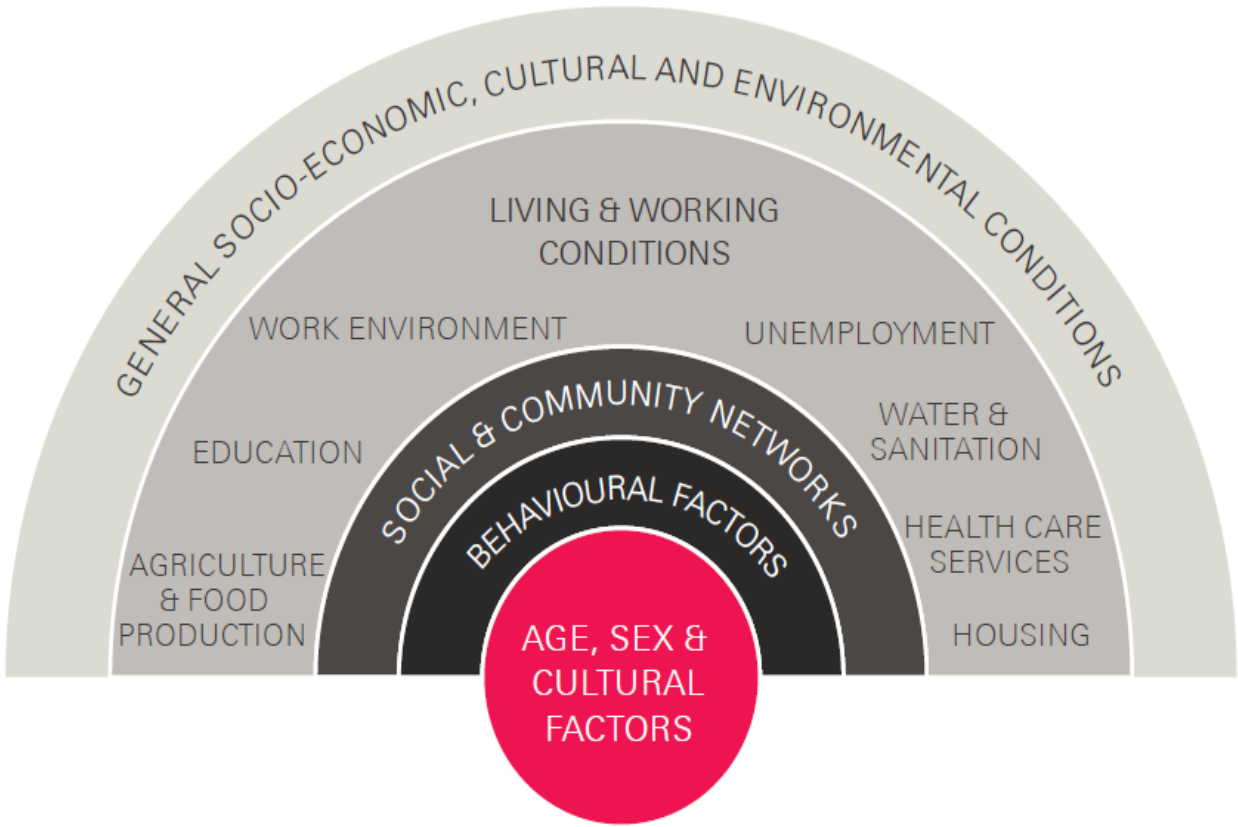 GENERAL SOCIO-ECONOMIC, CULTURAL AND ENVIRONMENTAL CONDITIONS
LIVING & WORKING
CONDITIONS
WORK ENVIRONMENT
UNEMPLOYMENT
EDUCATION
WATER &
SANITATION
AGRICULTURE
& FOOD
PRODUCTION
HEALTH CARE
SERVICES
HOUSING
SOCIAL & COMMUNITY NETWORKS
BEHAVIOURAL FACTORS
AGE, SEX &
CULTURAL
FACTORS